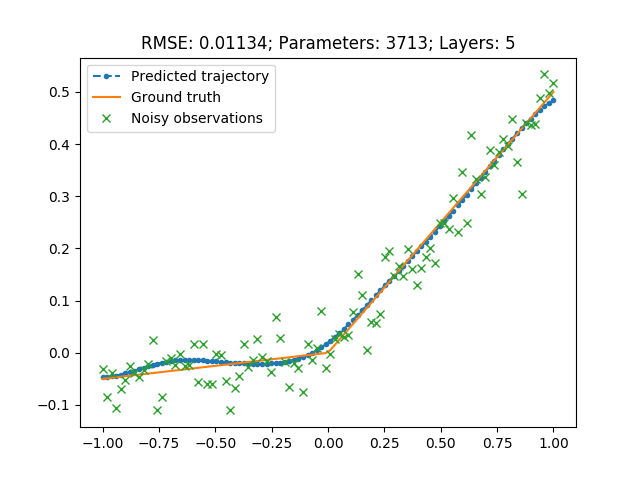 RMSE: 0.01134; Parameters: 3713; Layers: 5
Predicted trajectory
Ground truth
Noisy observations
0.5
0.4
0.3
0.2
0.1
0.0
−0.1
−1.00 −0.75 −0.50 −0.25 0.00 0.25 0.50 0.75 1.00